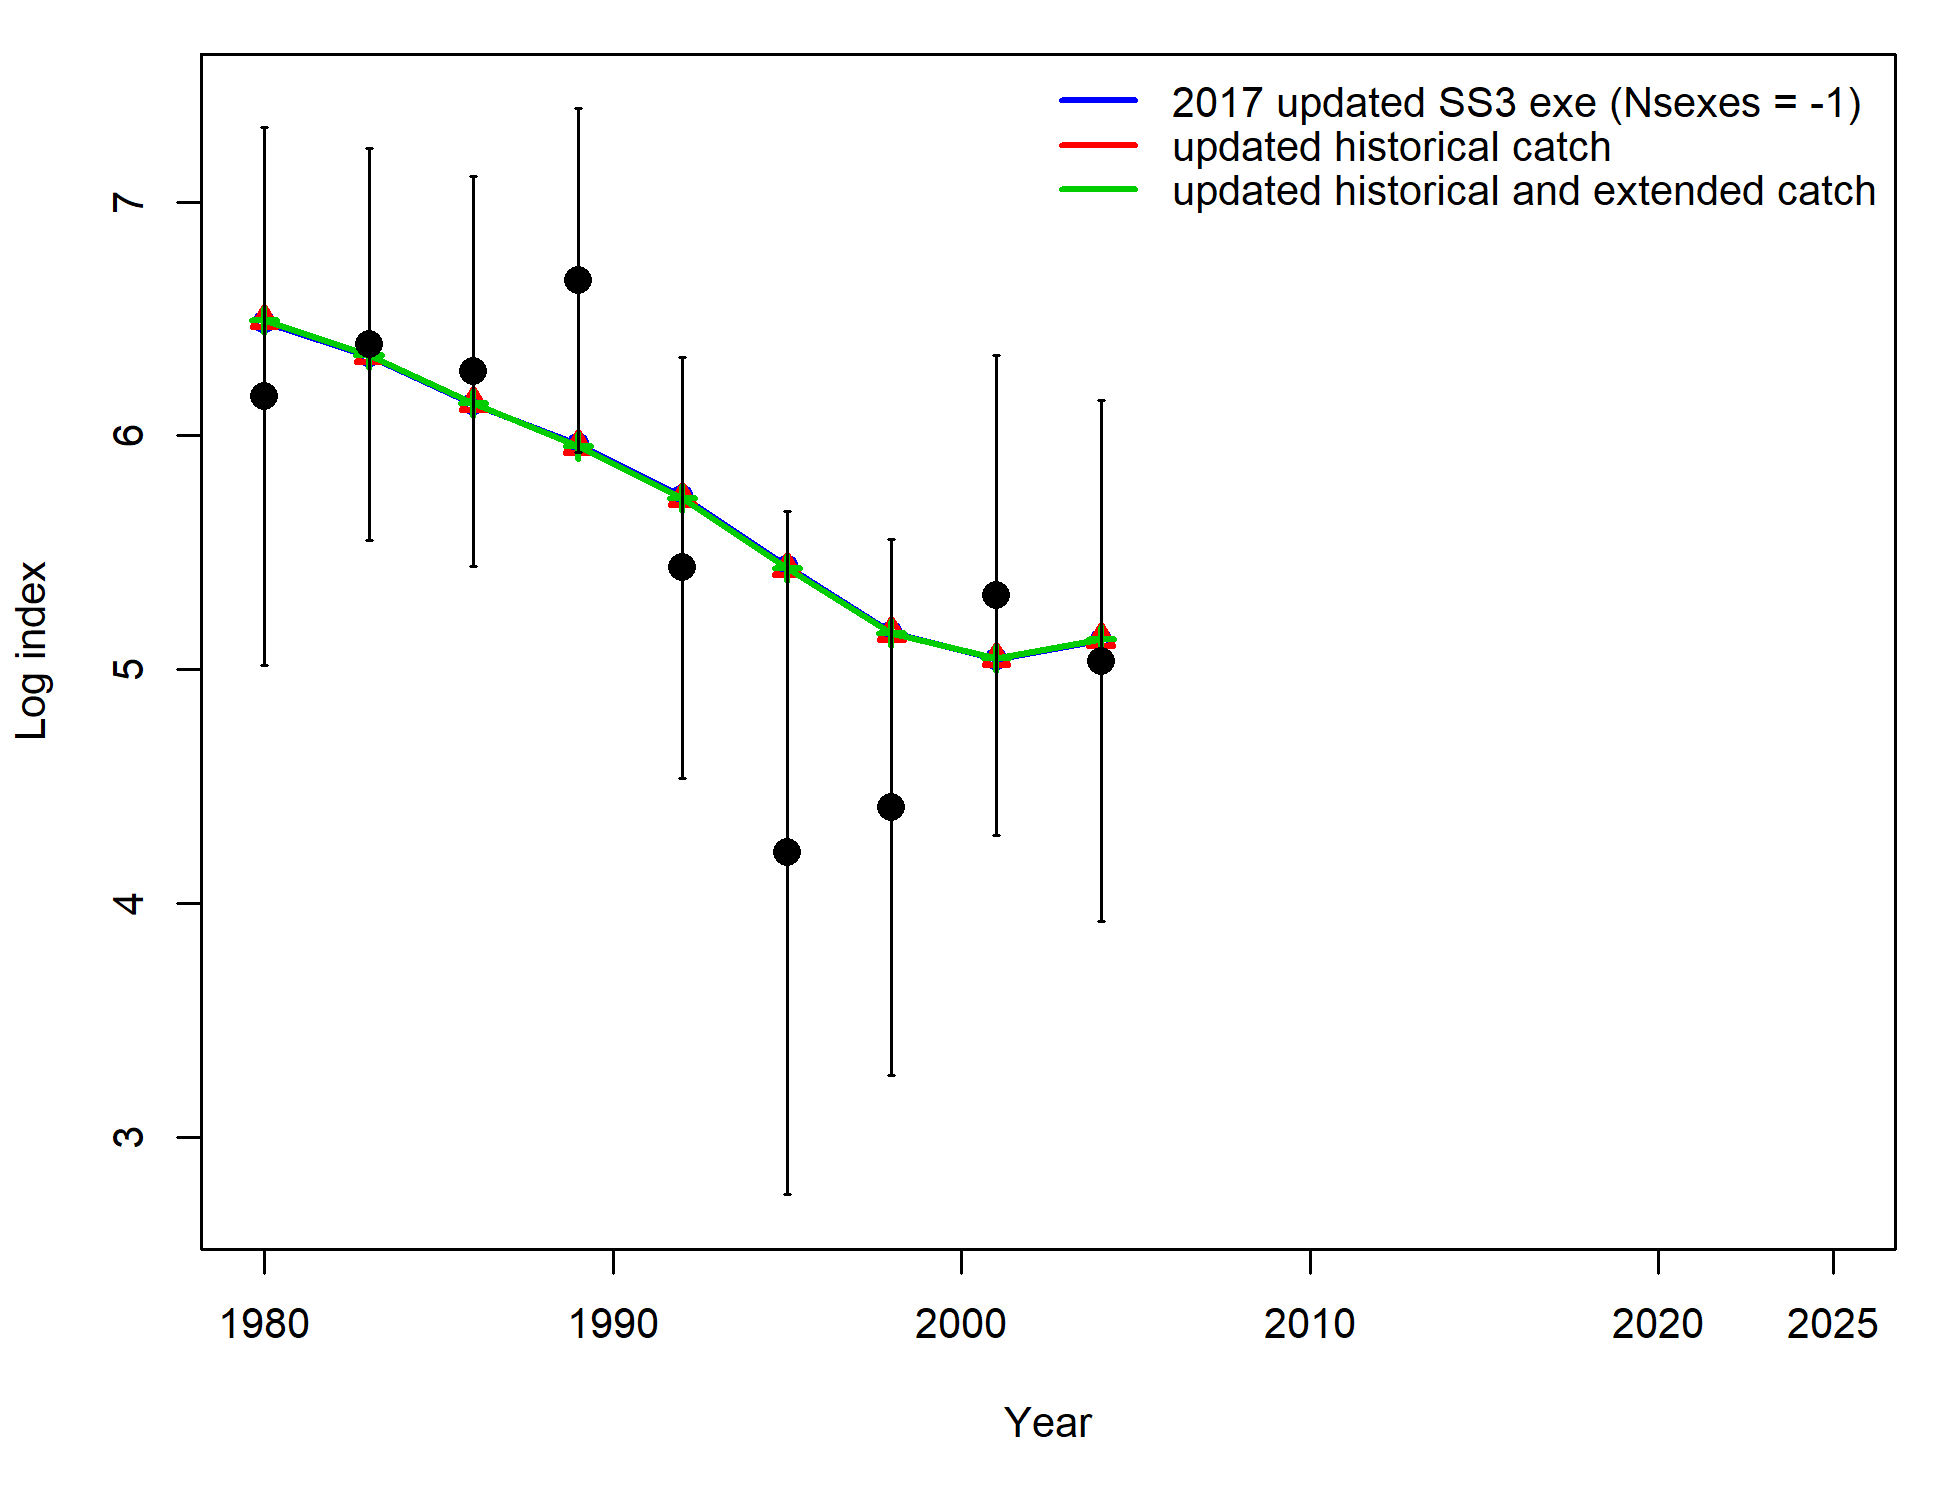 2017 updated SS3 exe (Nsexes = -1)
updated historical catch
updated historical and extended catch
7
6
5
4
3
Log index
1980 1990 2000 2010 2020 2025
Year